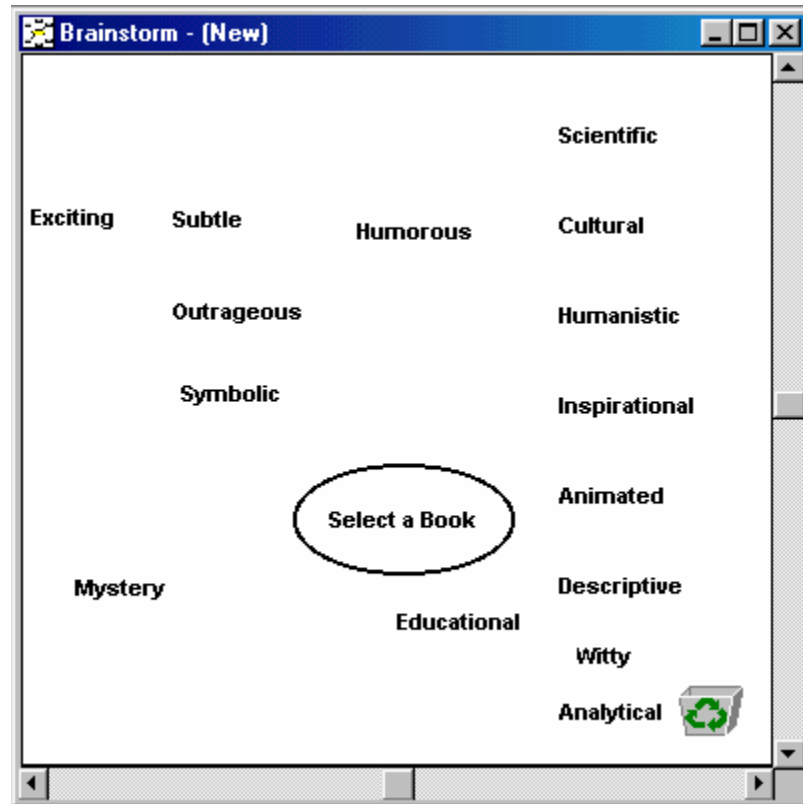 Brainstorm - (New)
Scientific
Exciting
Subtle
Humorous
Cultural
Outrageous
Humanistic
Symbolic
Inspirational
Animated
Select a Book
Mystery
Descriptive
Educational
Witty
Analytical